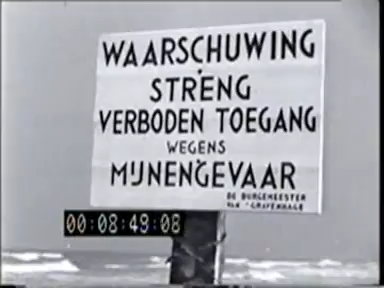 WAARSCHUWING
STRENG
VERBODEN TOEGANG
WEGENS
MIJNENGEVAAR
DE BURGEMEESTER
VAN 'S GRAVENHAGE
00:08:49:08